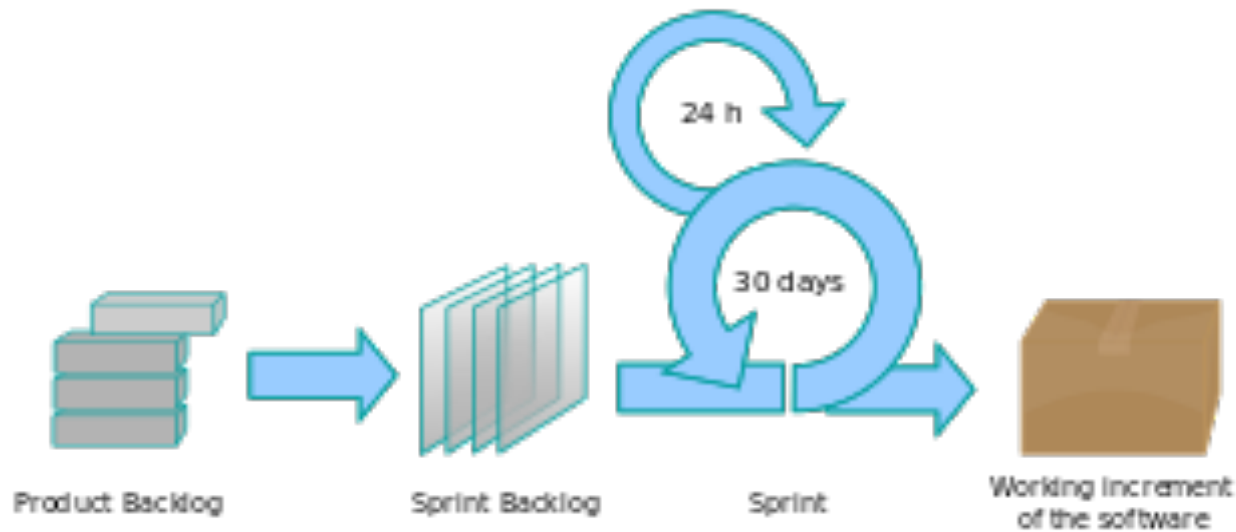 24 h
30 days
Product Backlog
Sprint Backlog
Sprint
Working increment
of the software